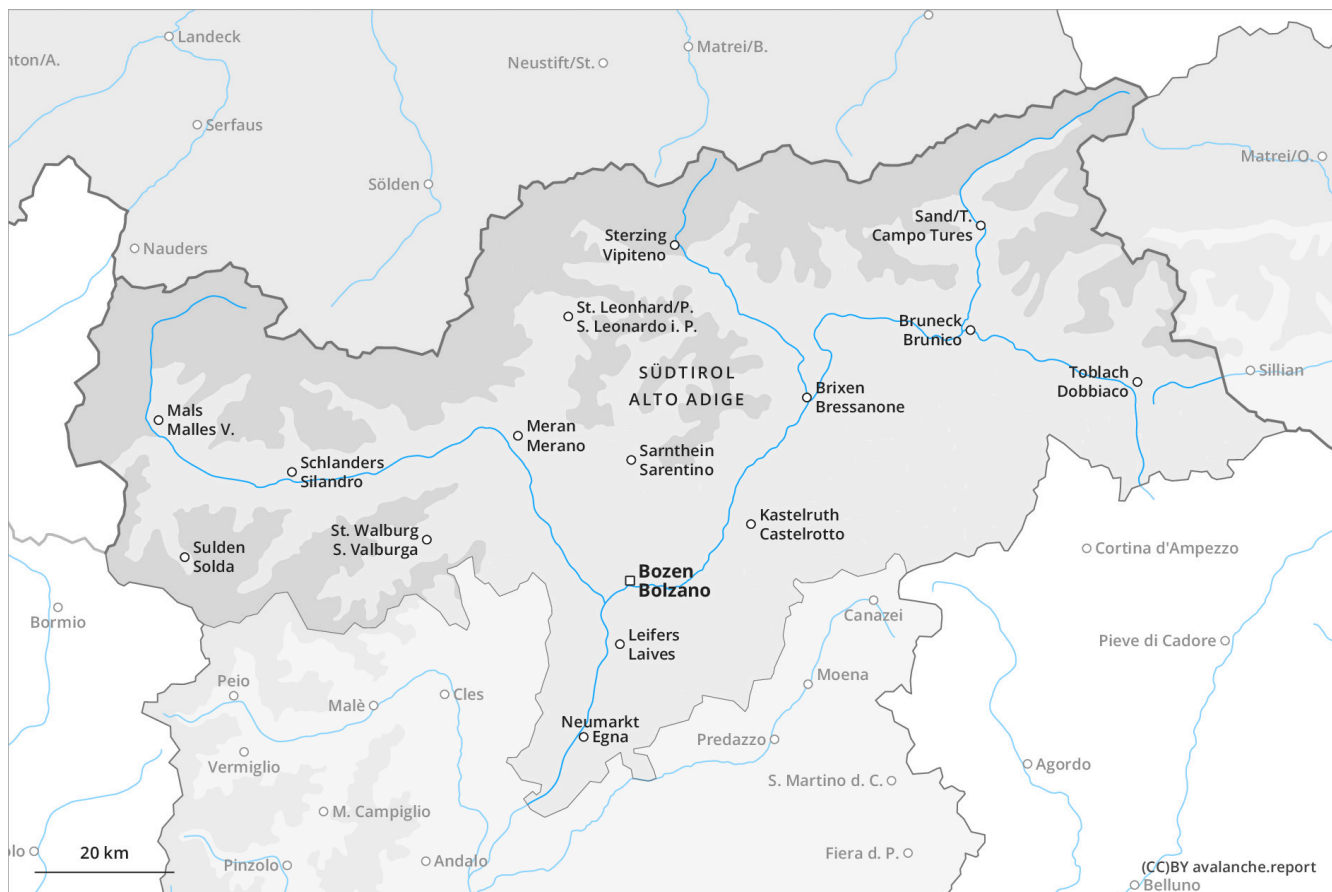 Landeck
nton/A.
Matrei/B.
Neustift/St.
Serfaus
Matrei/O.
Sölden
Sand/T.
Campo Tures
Sterzing
Vipiteno
Nauders
St. Leonhard/P.
S. Leonardo i. P.
Bruneck
Brunico
SÜDTIROL
ALTO ADIGE
Toblach
Dobbiaco
Sillian
Brixen
Bressanone
Mals
Malles V.
Meran
Merano
Schlanders
Silandro
Sarnthein
Sarentino
Kastelruth
Castelrotto
St. Walburg
S. Valburga
Sulden
Solda
Cortina d'Ampezzo
Bozen
Bolzano
Bormio
Canazei
Leifers
Laives
Pieve di Cadore
Peio
Moena
Malè
Cles
Neumarkt
Egna
Predazzo
Vermiglio
Agordo
S. Martino d. C.
M. Campiglio
20 km
olo
Pinzolo
Andalo
Fiera d. P.
(CC)BY avalanche.report
Belluno